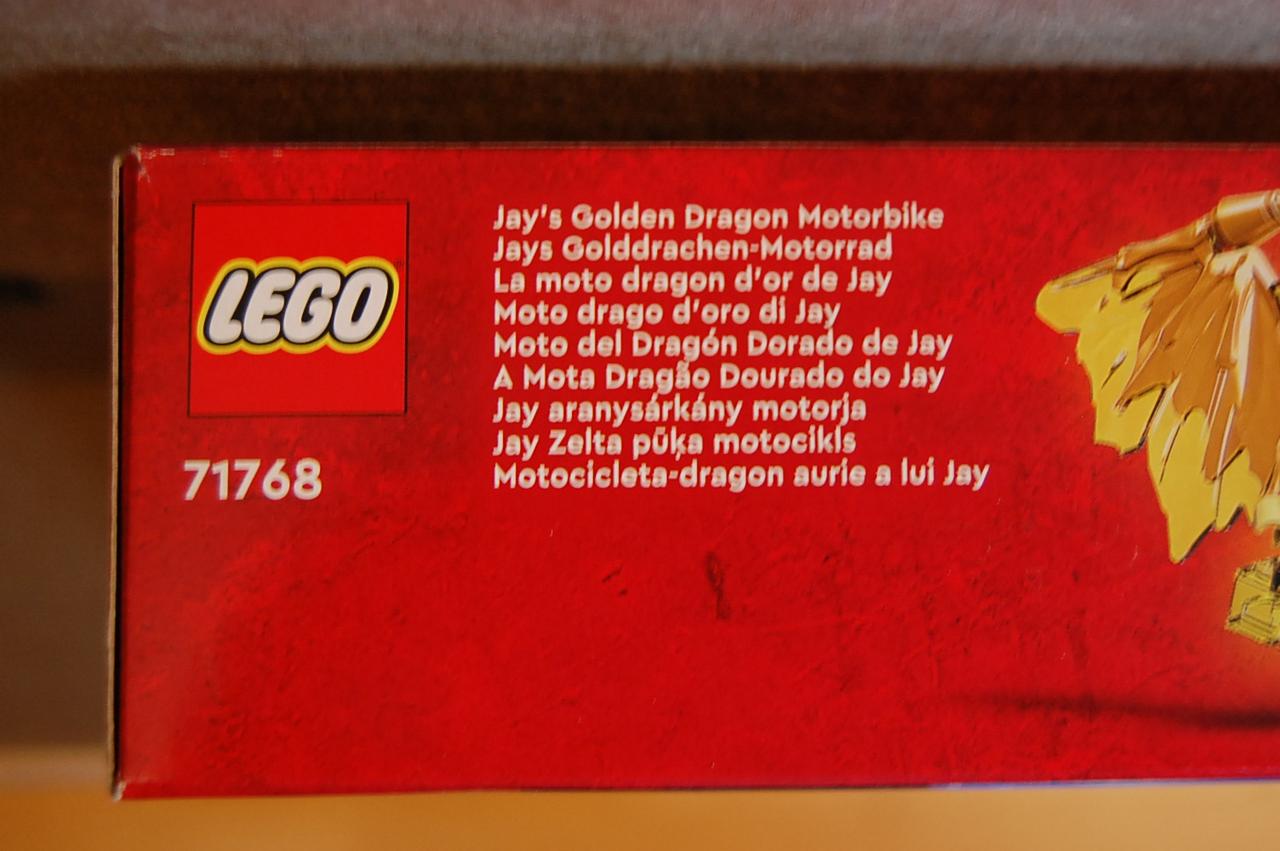 LEGO
71768
Jay's Golden Dragon Motorbike
Jays Golddrachen-Motorrad
La moto dragon d'or de Jay
Moto drago d'oro di Jay
Moto del Dragón Dorado de Jay
A Mota Dragão Dourado do Jay
Jay aranysárkány motorja
Jay Zelta pūķa motocikls
Motocicleta-dragon aurie a lui Jay